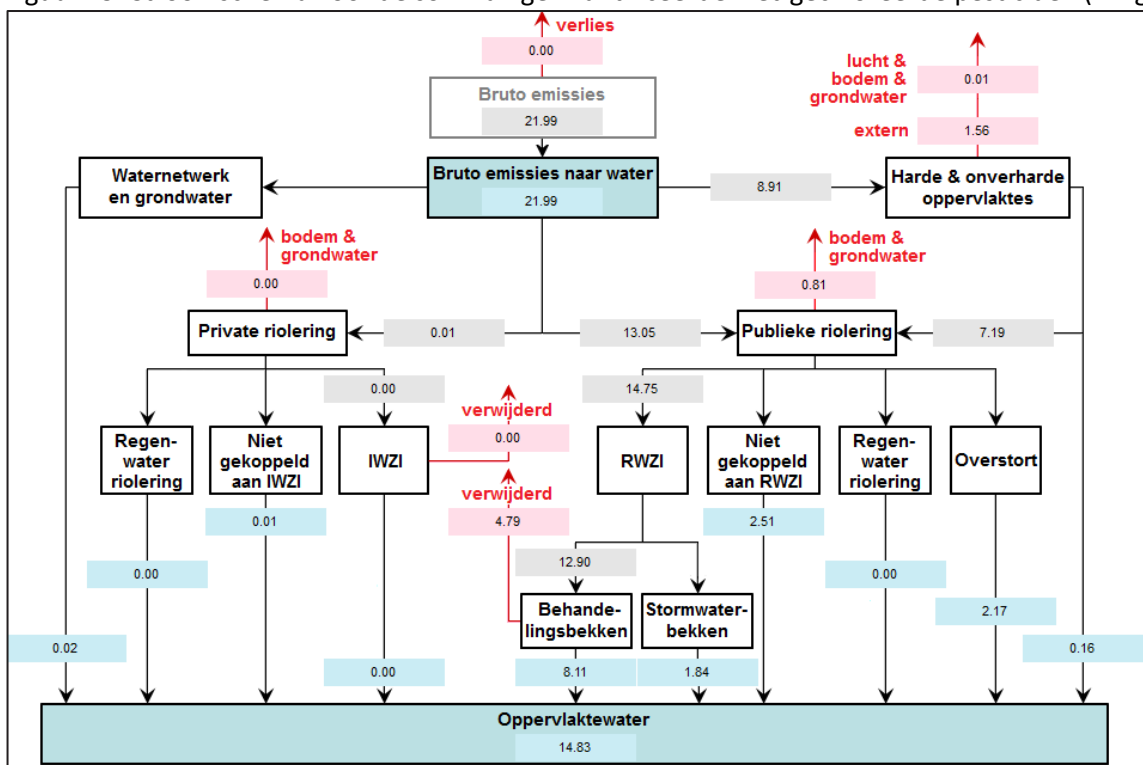 verlies
0.00
Bruto emissies
21.99
lucht &
bodem &
grondwater
0.01
extern
1.56
Waternetwerk
en grondwater
Bruto emissies naar water
21.99
8.91
Harde & onverharde
oppervlaktes
bodem &
grondwater
0.00
bodem &
grondwater
0.81
Private riolering
0.01
13.05
Publieke riolering
7.19
0.00
14.75
verwijderd
0.00
Regen-
water
riolering
Niet
gekoppeld
aan IWZI
IWZI
RWZI
Niet
gekoppeld
aan RWZI
Regen-
water
riolering
Overstort
verwijderd
4.79
0.01
2.51
12.90
0.00
0.00
Behande-
lingsbekken
Stormwater-
bekken
2.17
0.02
0.00
8.11
1.84
0.16
Oppervlaktewater
14.83